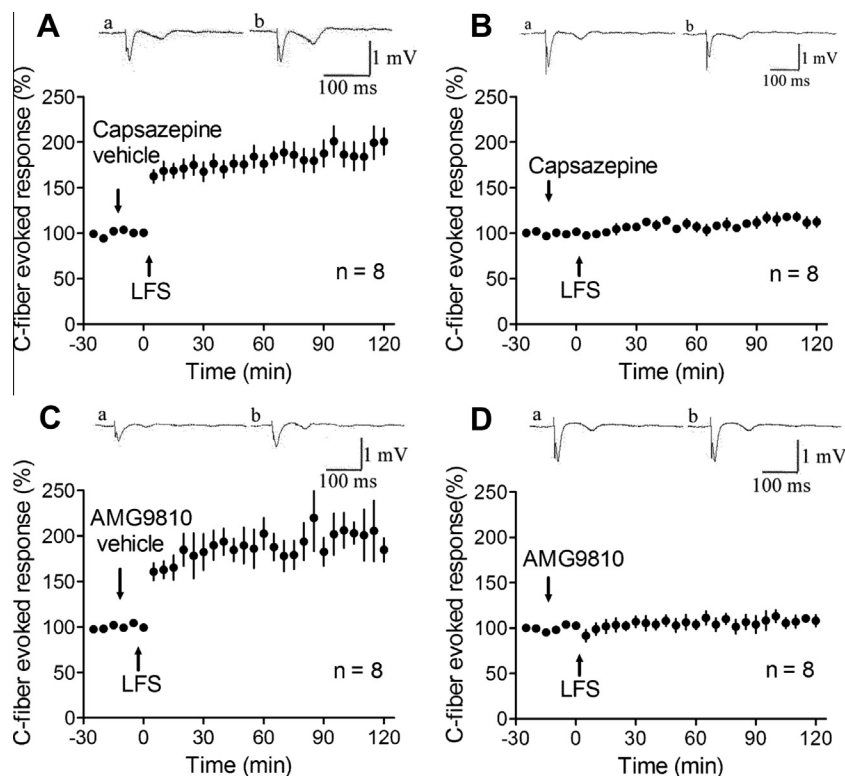 A
a
b
1 mV
100 ms
C-fiber evoked response (%)
250
200
150
100
50
0
Capsazepine
vehicle
LFS
n = 8
-30
0
30
60
90
120
Time (min)
B
a
b
1 mV
100 ms
C-fiber evoked response (%)
250
200
150
100
50
0
Capsazepine
LFS
n = 8
-30
0
30
60
90
120
Time (min)
C
a
b
1 mV
100 ms
C-fiber evoked response (%)
250
200
150
100
50
0
AMG9810
vehicle
LFS
n = 8
-30
0
30
60
90
120
Time (min)
D
a
b
1 mV
100 ms
C-fiber evoked response(%)
250
200
150
100
50
0
AMG9810
LFS
n = 8
-30
0
30
60
90
120
Time (min)